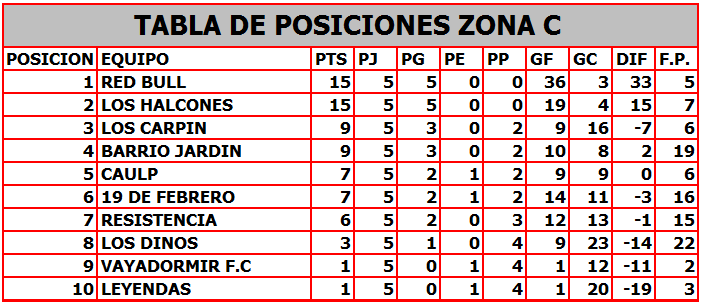 TABLA DE POSICIONES ZONA C
POSICION EQUIPO PTS PJ PG PE PP GF GC DIF F.P.
1 RED BULL 15 5 5 0 0 36 3 33 5
2 LOS HALCONES 15 5 5 0 0 19 4 15 7
3 LOS CARPIN 9 5 3 0 2 9 16 -7 6
4 BARRIO JARDIN 9 5 3 0 2 10 8 2 19
5 CAULP 7 5 2 1 2 9 9 0 6
6 19 DE FEBRERO 7 5 2 1 2 14 11 -3 16
7 RESISTENCIA 6 5 2 0 3 12 13 -1 15
8 LOS DINOS 3 5 1 0 4 9 23 -14 22
9 VAYADORMIR F.C 1 5 0 1 4 1 12 -11 2
10 LEYENDAS 1 5 0 1 4 1 20 -19 3